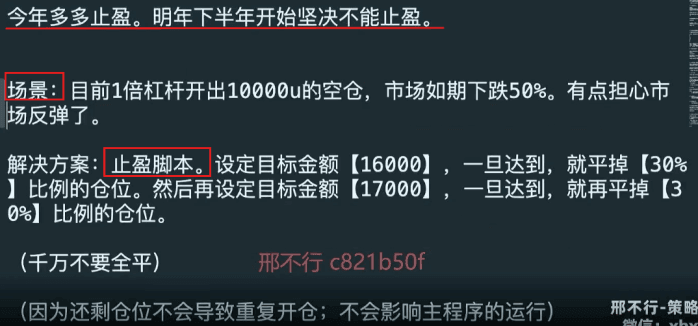 今年多多止盈。明年下半年开始坚决不能止盈。
场景：目前1倍杠杆开出10000u的空仓，市场如期下跌50%。有点担心市
场反弹了。
解决方案：止盈脚本。设定目标金额【16000】，一旦达到，就平掉【30%
】比例的仓位。然后再设定目标金额【17000】，一旦达到，就再平掉【3
0%】比例的仓位。
（千万不要全平）
邢不行 c821b50f
（因为还剩仓位不会导致重复开仓；不会影响主程序的运行）
邢不行-策略